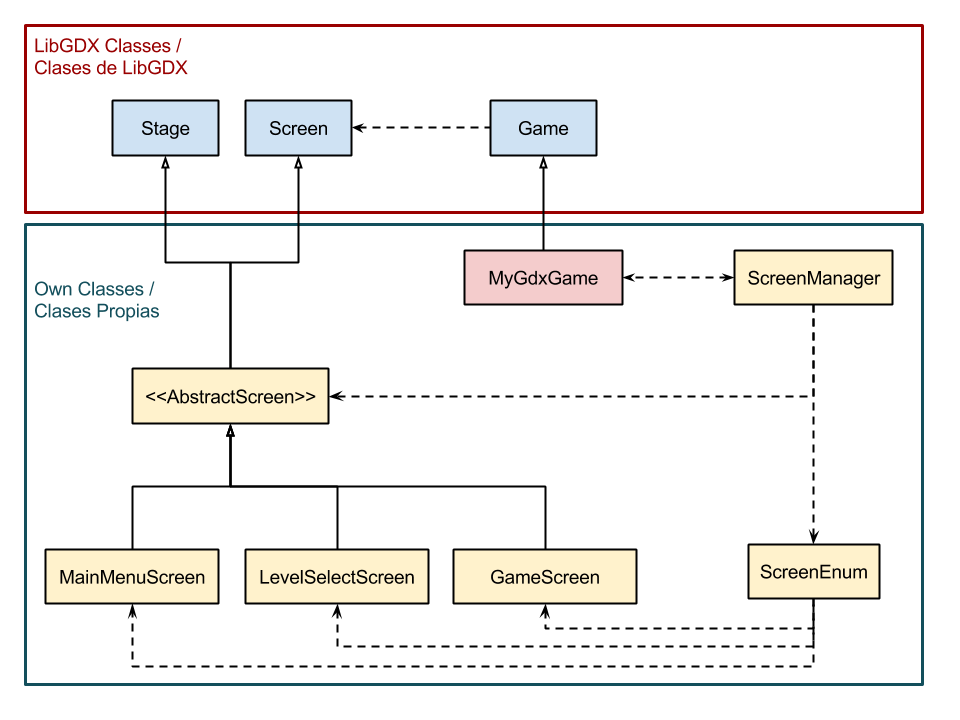 LibGDX Classes /
Clases de LibGDX
Stage
Screen
Game
MyGdxGame
ScreenManager
Own Classes /
Clases Propias
<<AbstractScreen>>
MainMenuScreen
LevelSelectScreen
GameScreen
ScreenEnum